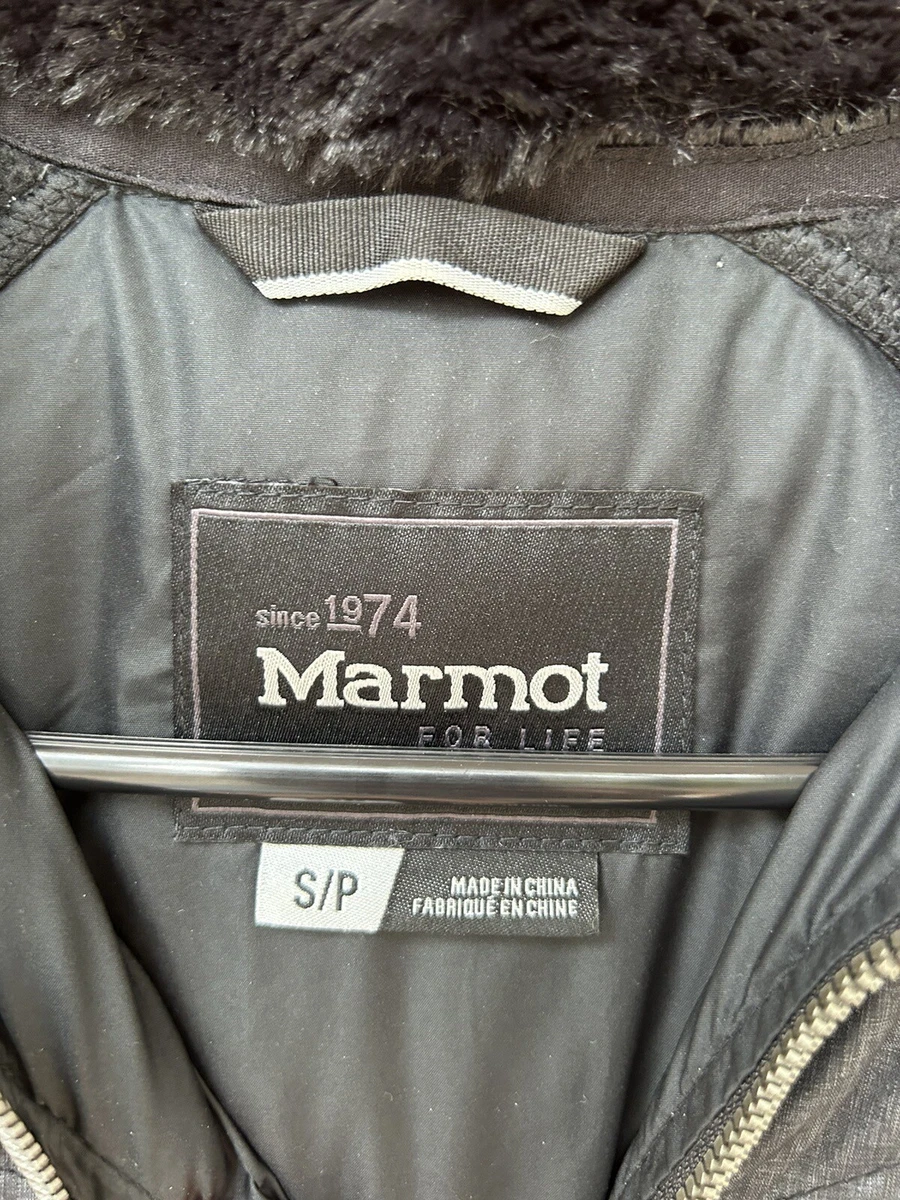 since 1974
Marmot
FOR LIFE
S/P
MADE IN CHINA
FABRIQUÉ EN CHINE